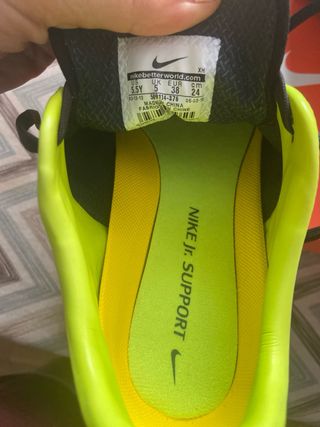 nikebetterworld.com
US UK EUR cm
5.5Y 5 38 24
MADE IN CHINA
NIKE Jr. SUPPORT